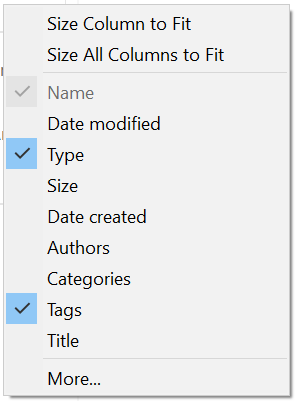 Size Column to Fit
Size All Columns to Fit
Name
Date modified
Type
Size
Date created
Authors
Categories
Tags
Title
More...